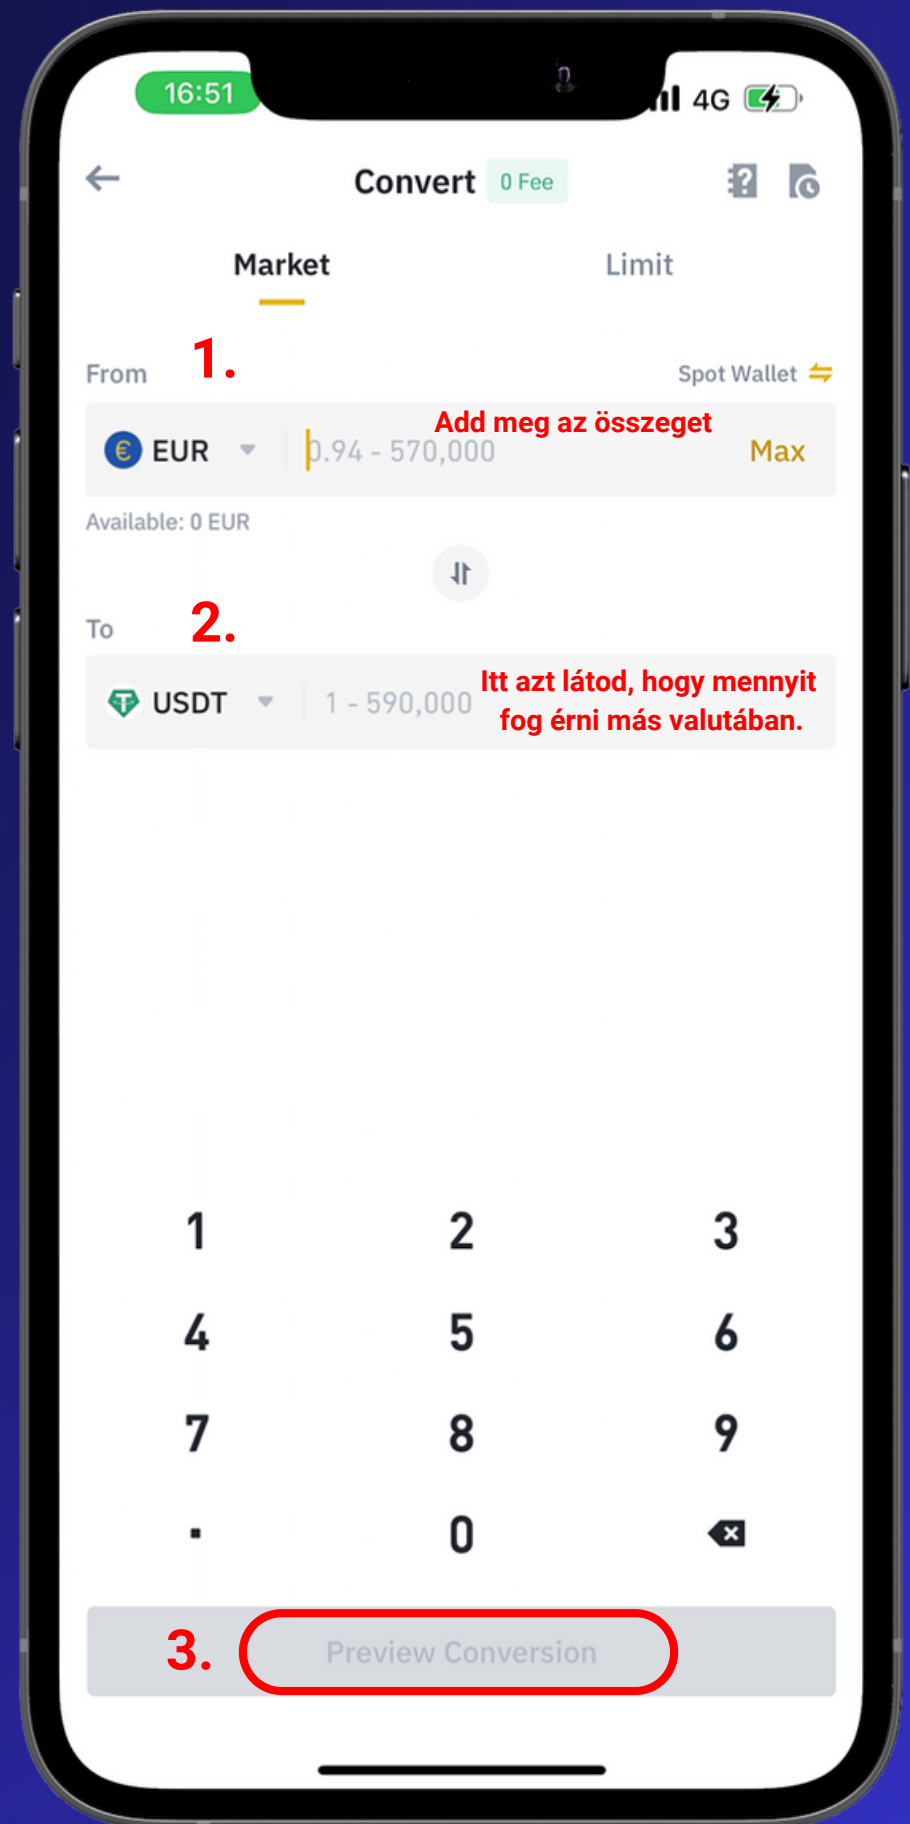 16:51
4G
Convert 0 Fee
Market Limit
From 1. Spot Wallet
Add meg az összeget
€ EUR 0.94 - 570,000 Max
Available: 0 EUR
To 2.
USDT 1 - 590,000
Itt azt látod, hogy mennyit
fog érni más valutában.
1 2 3
4 5 6
7 8 9
. 0
3. Preview Conversion